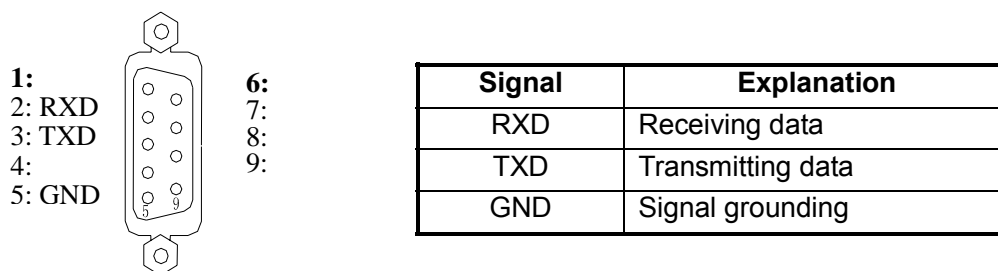 1:
2: RXD
3: TXD
4:
5: GND
5 9
6:
7:
8:
9:
Signal Explanation
RXD Receiving data
TXD Transmitting data
GND Signal grounding